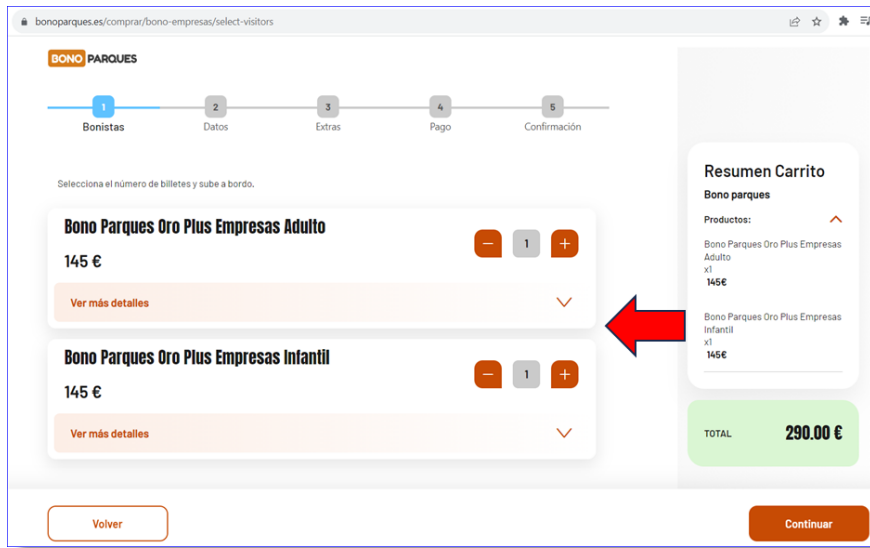 bonoparques.es/comprar/bono-empresas/select-visitors
BONO PARQUES
1
2
3
4
5
Bonistas
Datos
Extras
Pago
Confirmación
Selecciona el número de billetes y sube a bordo.
Bono Parques Oro Plus Empresas Adulto
1
145 €
Ver más detalles
Bono Parques Oro Plus Empresas Infantil
1
145 €
Ver más detalles
Resumen Carrito
Bono parques
Productos:
Bono Parques Oro Plus Empresas
Adulto
x1
145€
Bono Parques Oro Plus Empresas
Infantil
x1
145€
TOTAL 290.00 €
Volver
Continuar